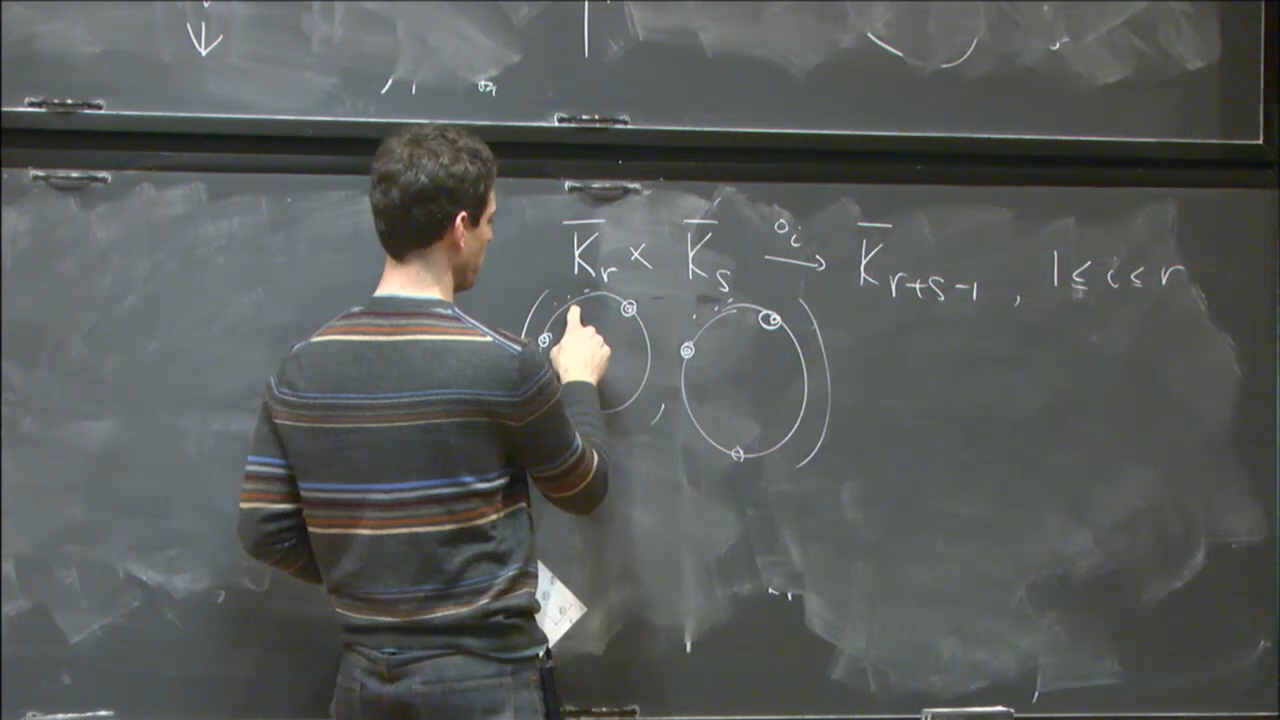 K̅ᵣ × K̅ₛ →^{∘ᵢ} K̅ᵣ₊ₛ₋₁ , 1 ≤ i ≤ r
( , )